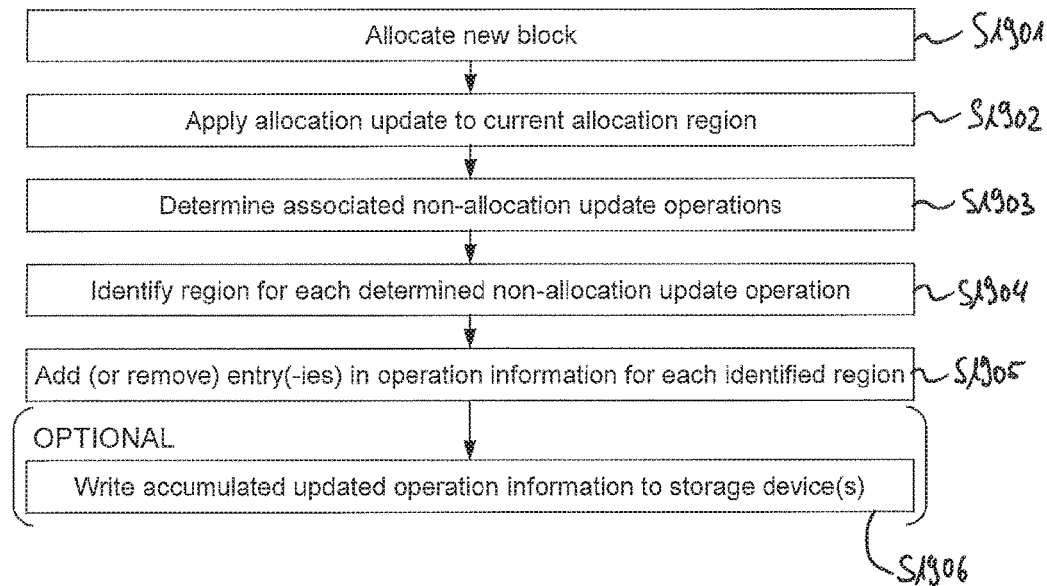 Allocate new block S1901
Apply allocation update to current allocation region S1902
Determine associated non-allocation update operations S1903
Identify region for each determined non-allocation update operation S1904
Add (or remove) entry(-ies) in operation information for each identified region S1905
OPTIONAL
Write accumulated updated operation information to storage device(s)
S1906